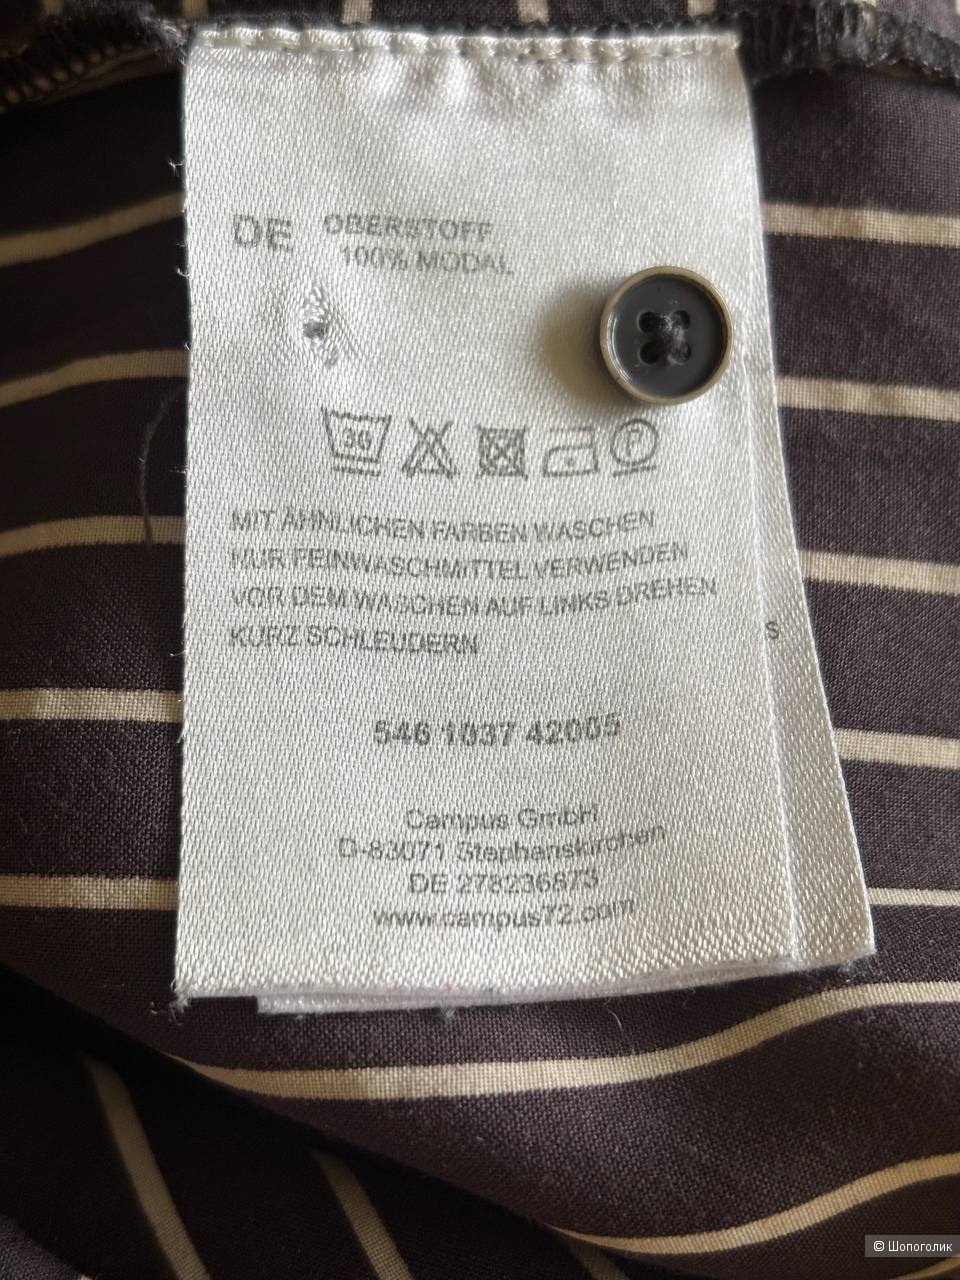 DE OBERSTOFF
100% MODAL
30 P
MIT ÄHNLICHEN FARBEN WASCHEN
NUR FEINWASCHMITTEL VERWENDEN
VOR DEM WASCHEN AUF LINKS DREHEN
KURZ SCHLEUDERN
S
546 1037 42005
Campus GmbH
D-83071 Stephanskirchen
DE 278236873
www.campus72.com
© Шопоголик